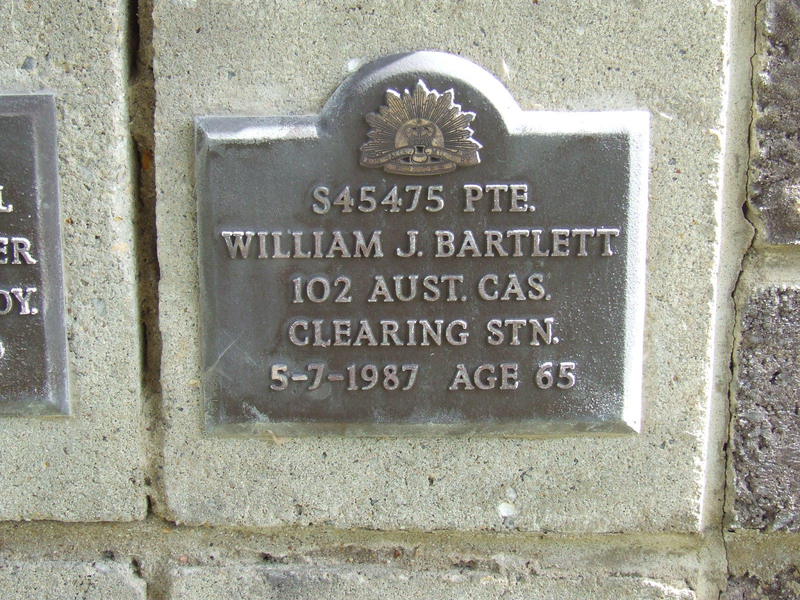 S45475 PTE.
WILLIAM J. BARTLETT
102 AUST. CAS.
CLEARING STN.
5-7-1987 AGE 65